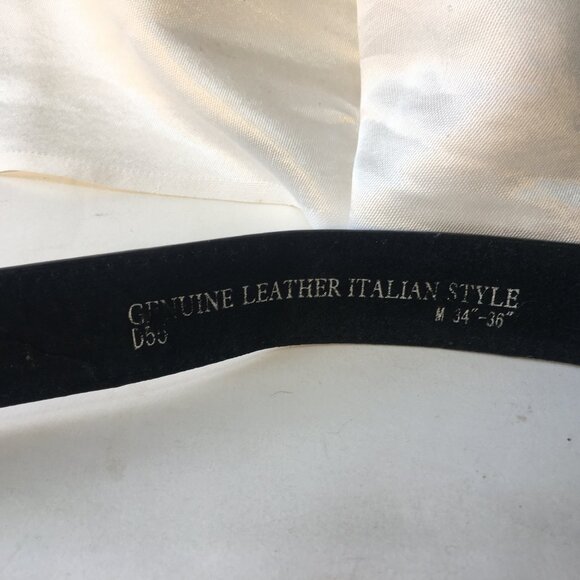 GENUINE LEATHER ITALIAN STYLE
M 34"-36"